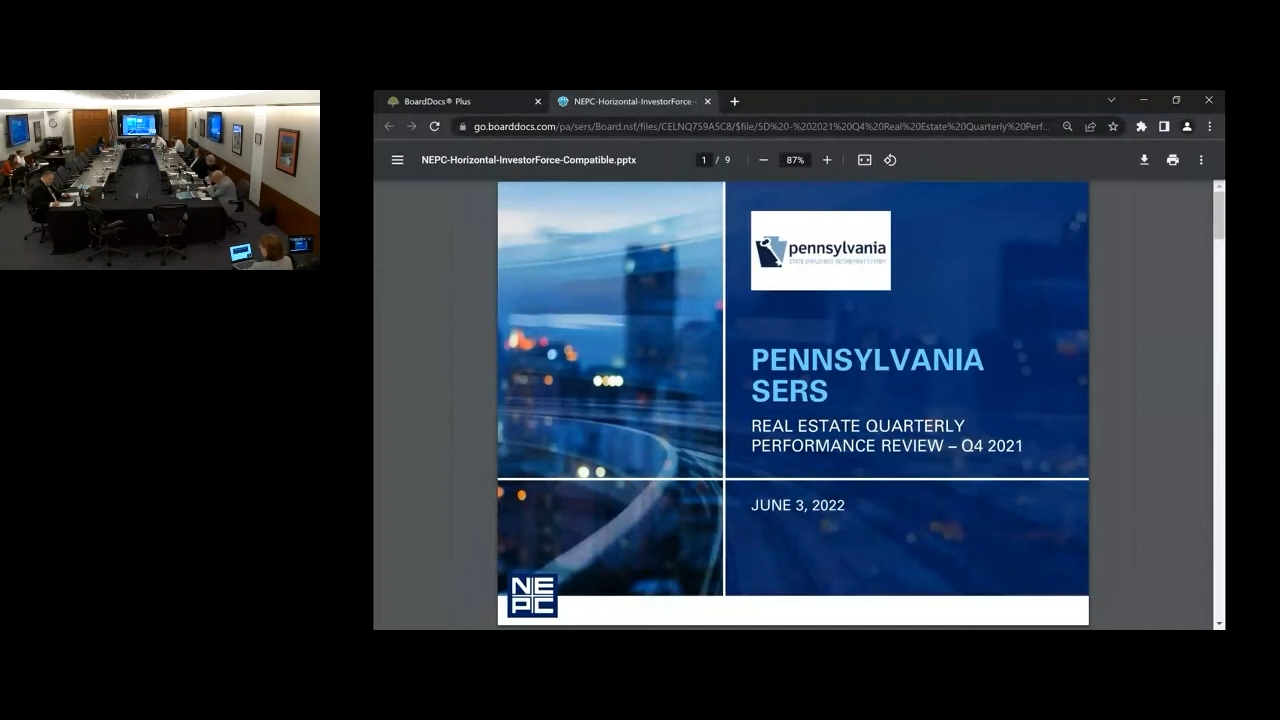 BoardDocs® Plus
NEPC-Horizontal-InvestorForce-
go.boarddocs.com/pa/sers/Board.nsf/files/CELNQ759A5C8/$file/5D%20-%202021%20Q4%20Real%20Estate%20Quarterly%20Perf...
NEPC-Horizontal-InvestorForce-Compatible.pptx
1 / 9
87%
pennsylvania
STATE EMPLOYEES' RETIREMENT SYSTEM
PENNSYLVANIA
SERS
REAL ESTATE QUARTERLY
PERFORMANCE REVIEW – Q4 2021
JUNE 3, 2022
NE
PC